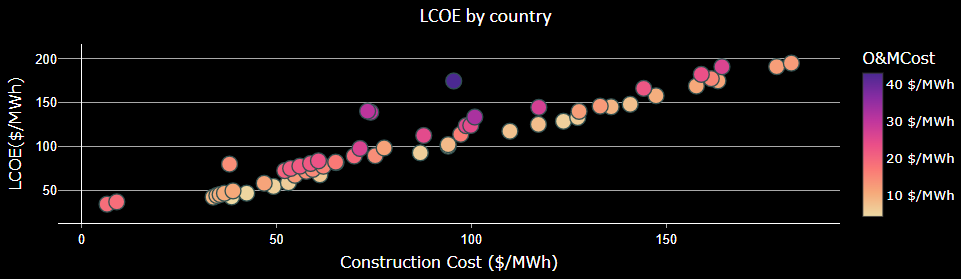 LCOE by country
LCOE($/MWh)
200
150
100
50
0
50
100
150
Construction Cost ($/MWh)
O&MCost
40 $/MWh
30 $/MWh
20 $/MWh
10 $/MWh